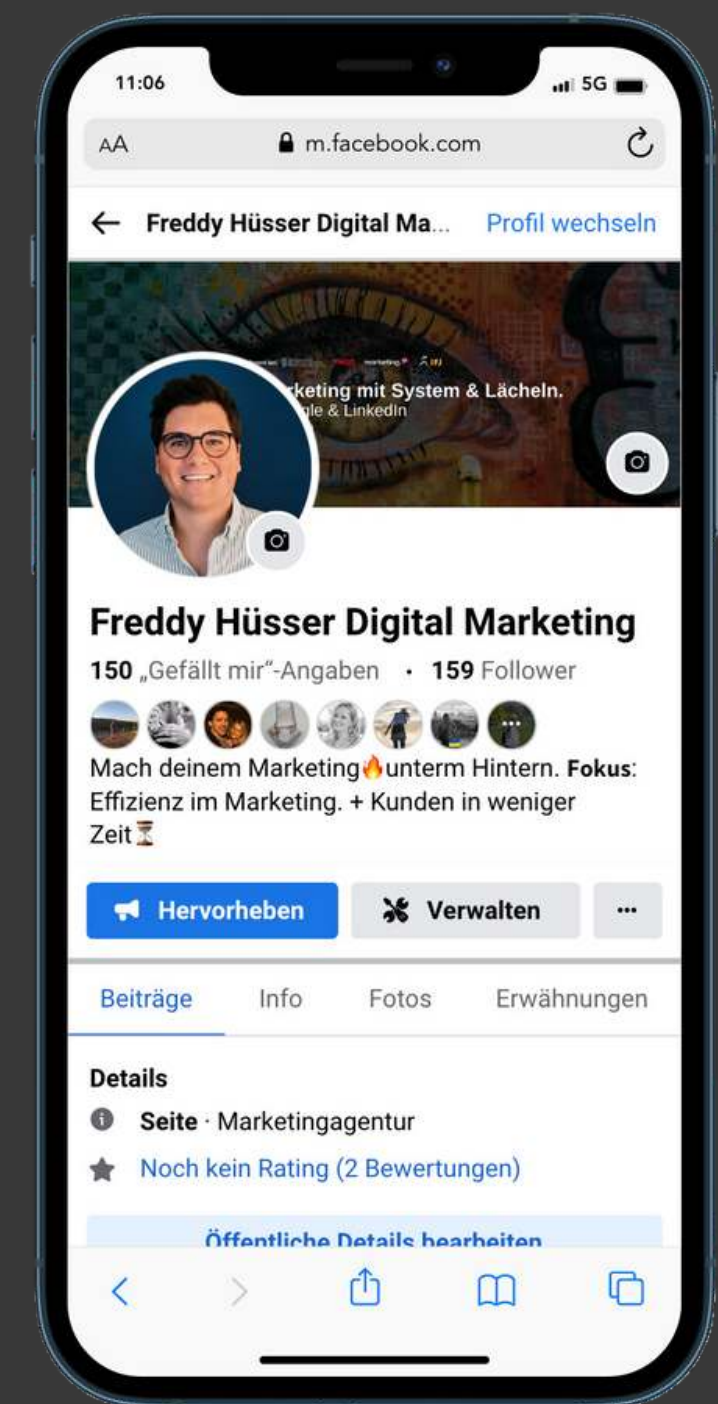 11:06
5G
AA m.facebook.com
Freddy Hüsser Digital Ma... Profil wechseln
marketing
ifj
keting mit System & Lächeln.
gle & LinkedIn
Freddy Hüsser Digital Marketing
150 „Gefällt mir“-Angaben · 159 Follower
Mach deinem Marketing🔥unterm Hintern. Fokus:
Effizienz im Marketing. + Kunden in weniger
Zeit⏳
Hervorheben Verwalten ...
Beiträge Info Fotos Erwähnungen
Details
Seite · Marketingagentur
Noch kein Rating (2 Bewertungen)
Öffentliche Details bearbeiten